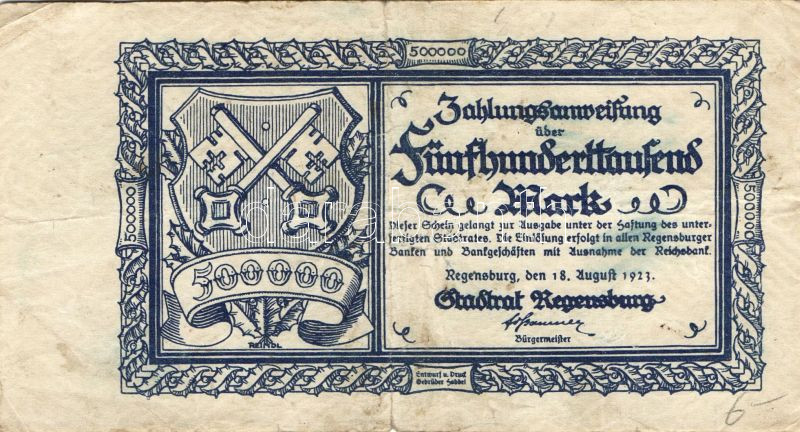 500000
500000
500000
500000
REINDL
Zahlungsanweisung
über
Fünfhunderttausend
Mark
Dieser Schein gelangt zur Ausgabe unter der Haftung des unter-
fertigten Stadtrates. Die Einlösung erfolgt in allen Regensburger
Banken und Bankgeschäften mit Ausnahme der Reichsbank.
Regensburg, den 18. August 1923.
Stadtrat Regensburg
Bürgermeister
Entwurf u. Druck
Gebrüder Habbel
6-